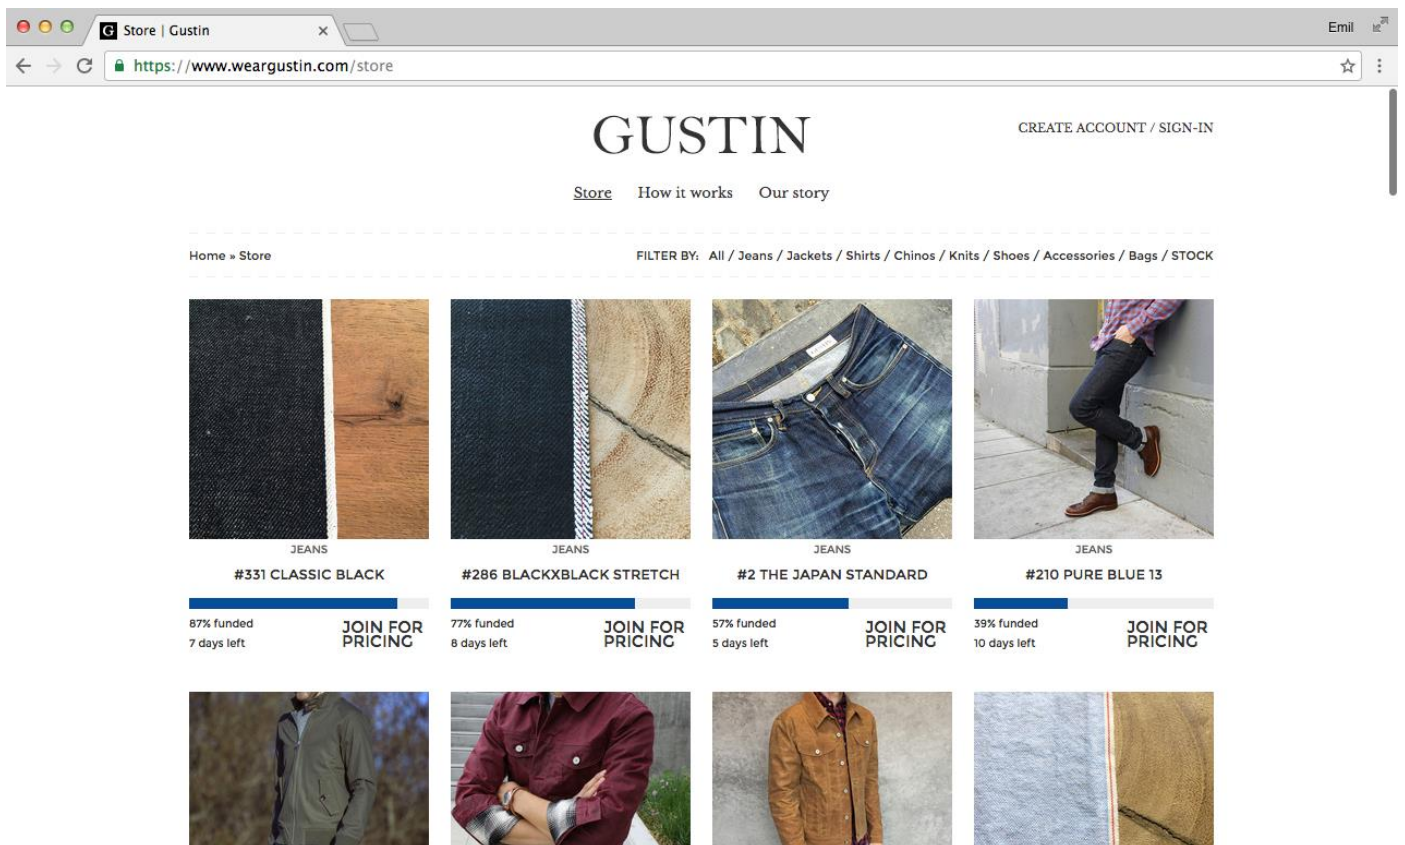 Store | Gustin
Emil
https://www.weargustin.com/store
GUSTIN
CREATE ACCOUNT / SIGN-IN
Store How it works Our story
Home » Store
FILTER BY: All / Jeans / Jackets / Shirts / Chinos / Knits / Shoes / Accessories / Bags / STOCK
GUSTIN
JEANS
#331 CLASSIC BLACK
87% funded
7 days left
JOIN FOR
PRICING
JEANS
#286 BLACKXBLACK STRETCH
77% funded
8 days left
JOIN FOR
PRICING
JEANS
#2 THE JAPAN STANDARD
57% funded
5 days left
JOIN FOR
PRICING
JEANS
#210 PURE BLUE 13
39% funded
10 days left
JOIN FOR
PRICING